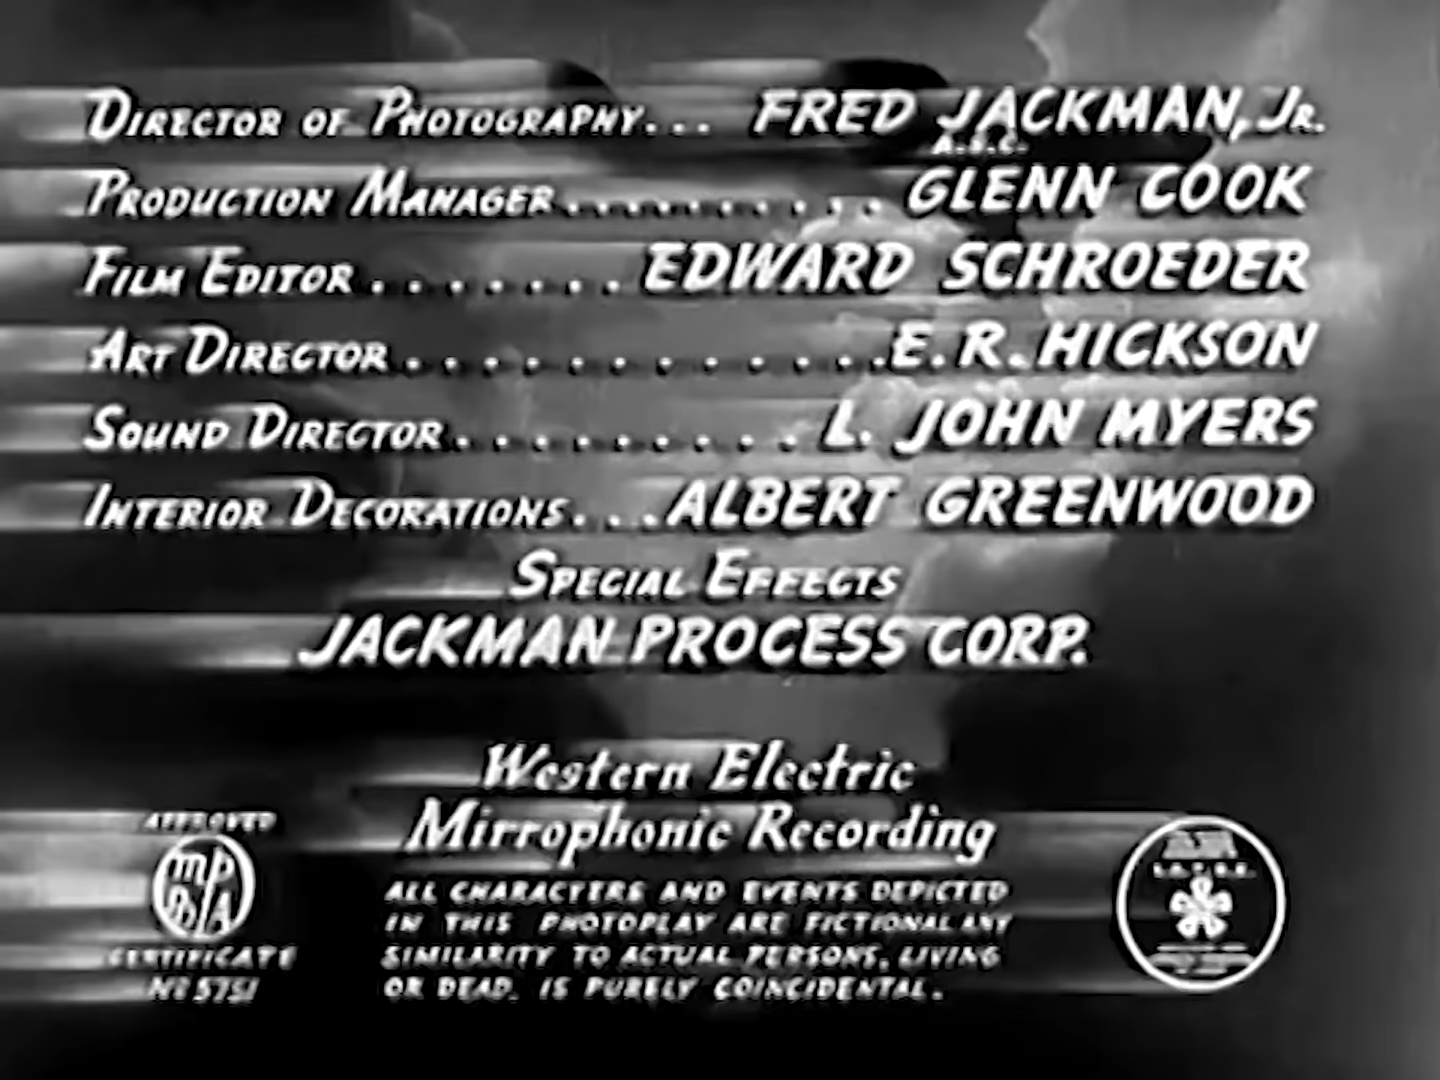 DIRECTOR OF PHOTOGRAPHY... FRED JACKMAN, JR.
A.S.C.
PRODUCTION MANAGER.......... GLENN COOK
FILM EDITOR....... EDWARD SCHROEDER
ART DIRECTOR.............E. R. HICKSON
SOUND DIRECTOR......... L. JOHN MYERS
INTERIOR DECORATIONS...ALBERT GREENWOOD
SPECIAL EFFECTS
JACKMAN PROCESS CORP.
Western Electric
Mirrophonic Recording
APPROVED
MPPDA
CERTIFICATE
No 5751
ALL CHARACTERS AND EVENTS DEPICTED
IN THIS PHOTOPLAY ARE FICTIONAL ANY
SIMILARITY TO ACTUAL PERSONS, LIVING
OR DEAD, IS PURELY COINCIDENTAL.